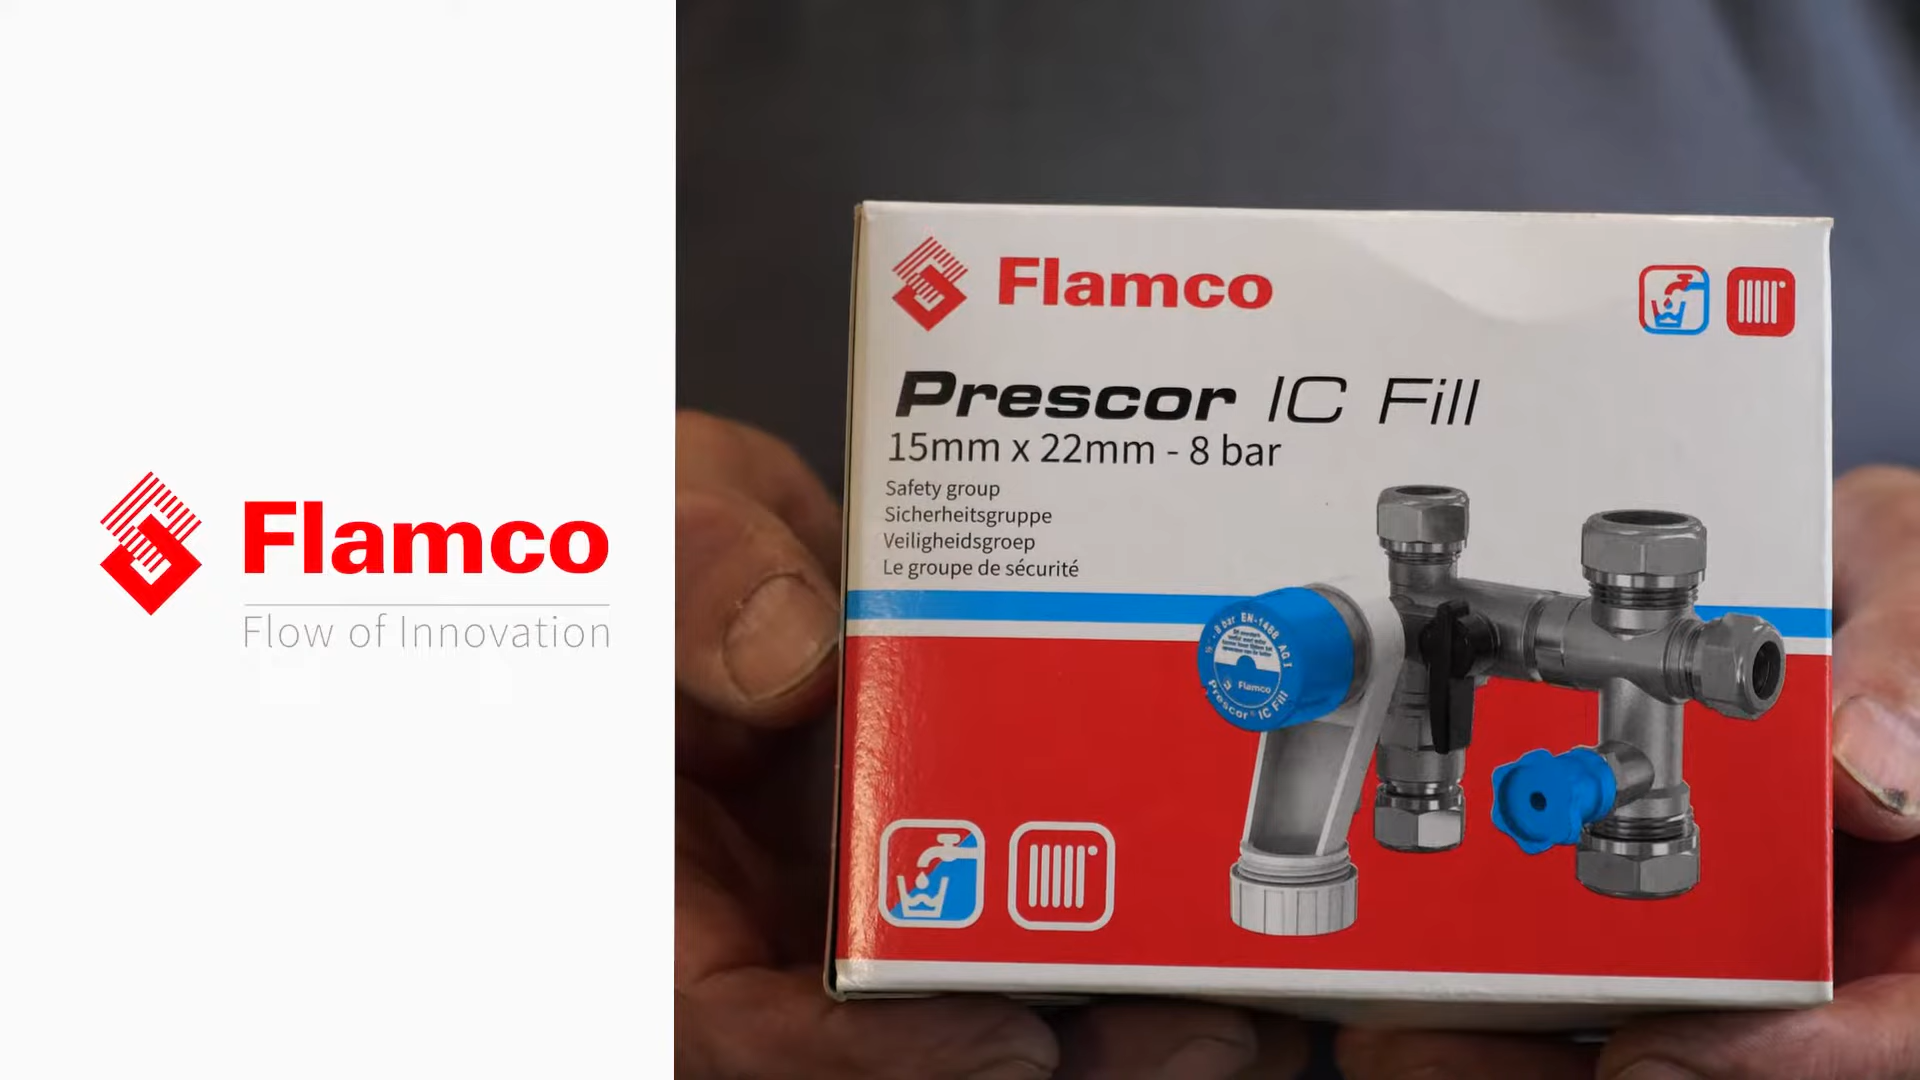 Flamco
Flow of Innovation
Flamco
Prescor IC Fill
15mm x 22mm - 8 bar
Safety group
Sicherheitsgruppe
Veiligheidsgroep
Le groupe de sécurité
8 bar EN-1488 
Flamco
Prescor® IC Fill